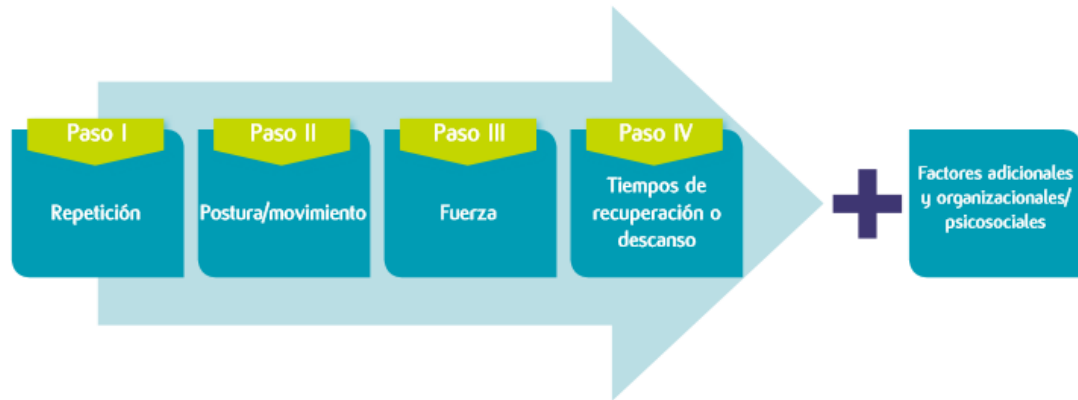 Paso I
Repetición
Paso II
Postura/movimiento
Paso III
Fuerza
Paso IV
Tiempos de
recuperación o
descanso
Factores adicionales
y organizacionales/
psicosociales